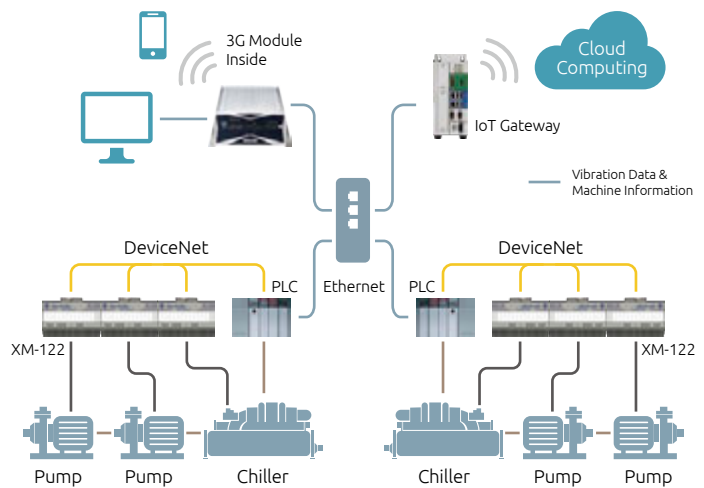 3G Module
Inside
Cloud
Computing
IoT Gateway
Vibration Data &
Machine Information
DeviceNet
DeviceNet
PLC
Ethernet
PLC
XM-122
XM-122
Pump
Pump
Chiller
Chiller
Pump
Pump